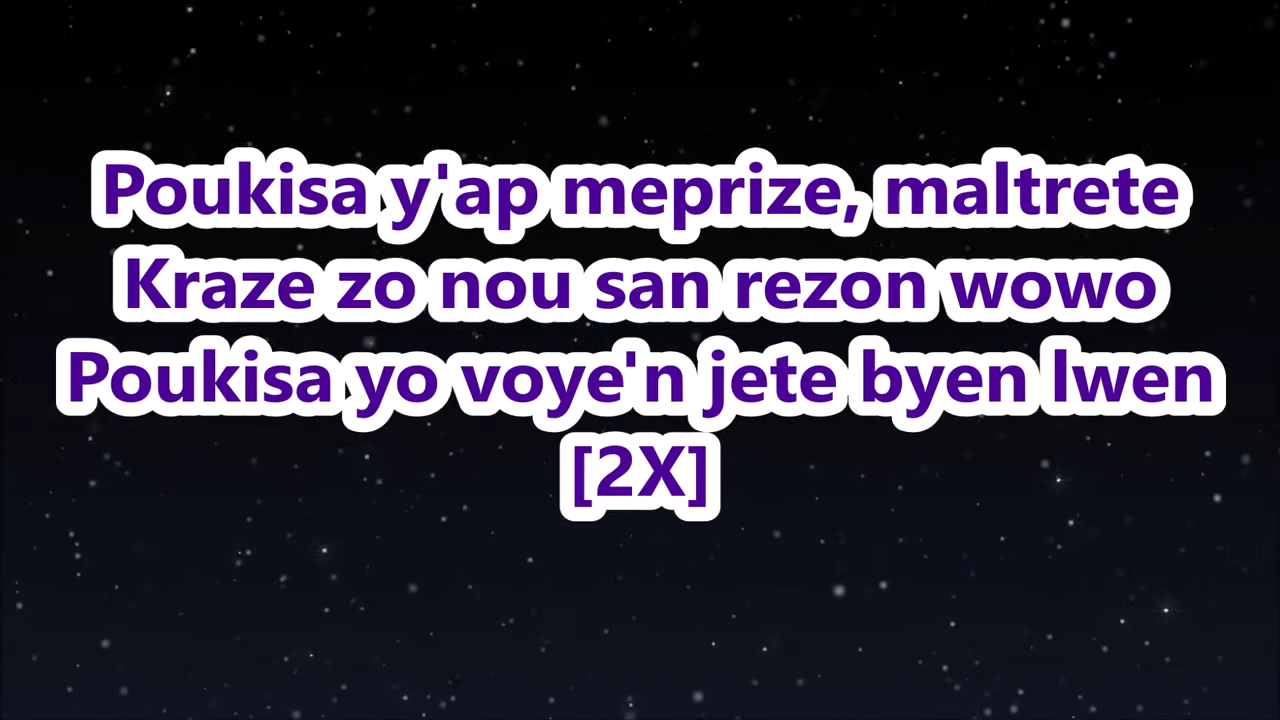 Poukisa y'ap meprize, maltrete
Kraze zo nou san rezon wowo
Poukisa yo voye'n jete byen lwen
[2X]